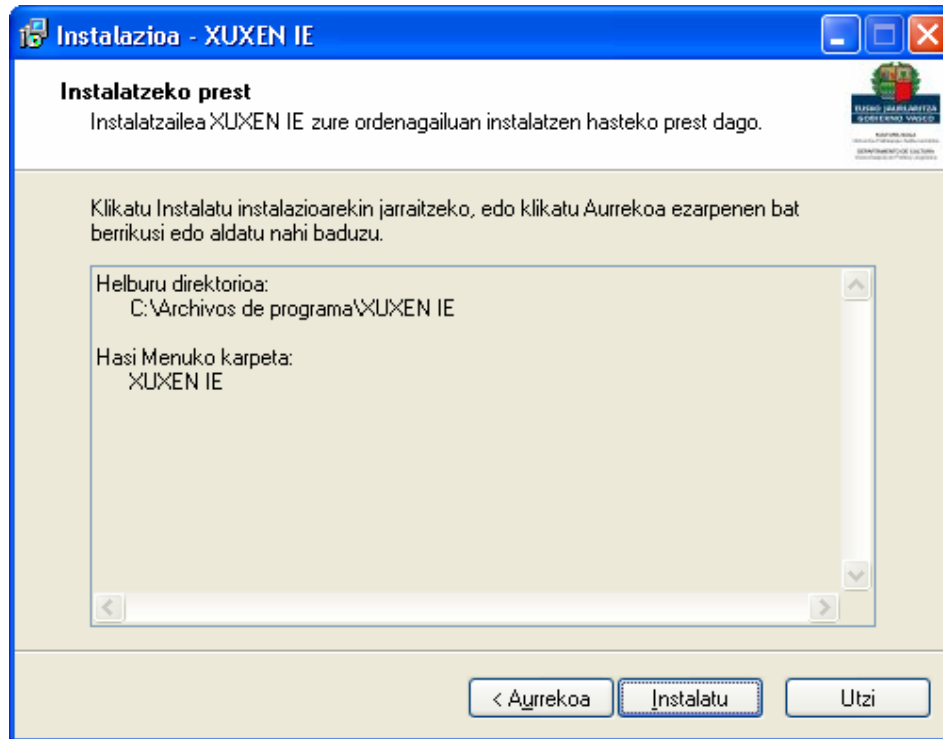 Instalazioa - XUXEN IE
Instalatzeko prest
Instalatzailea XUXEN IE zure ordenagailuan instalatzen hasteko prest dago.
EUSKO JAURLARITZA
GOBIERNO VASCO
Klikatu Instalatu instalazioarekin jarraitzeko, edo klikatu Aurrekoa ezarpenen bat
berrikusi edo aldatu nahi baduzu.
Helburu direktorioa:
C:\Archivos de programa\XUXEN IE
Hasi Menuko karpeta:
XUXEN IE
< Aurrekoa
Instalatu
Utzi